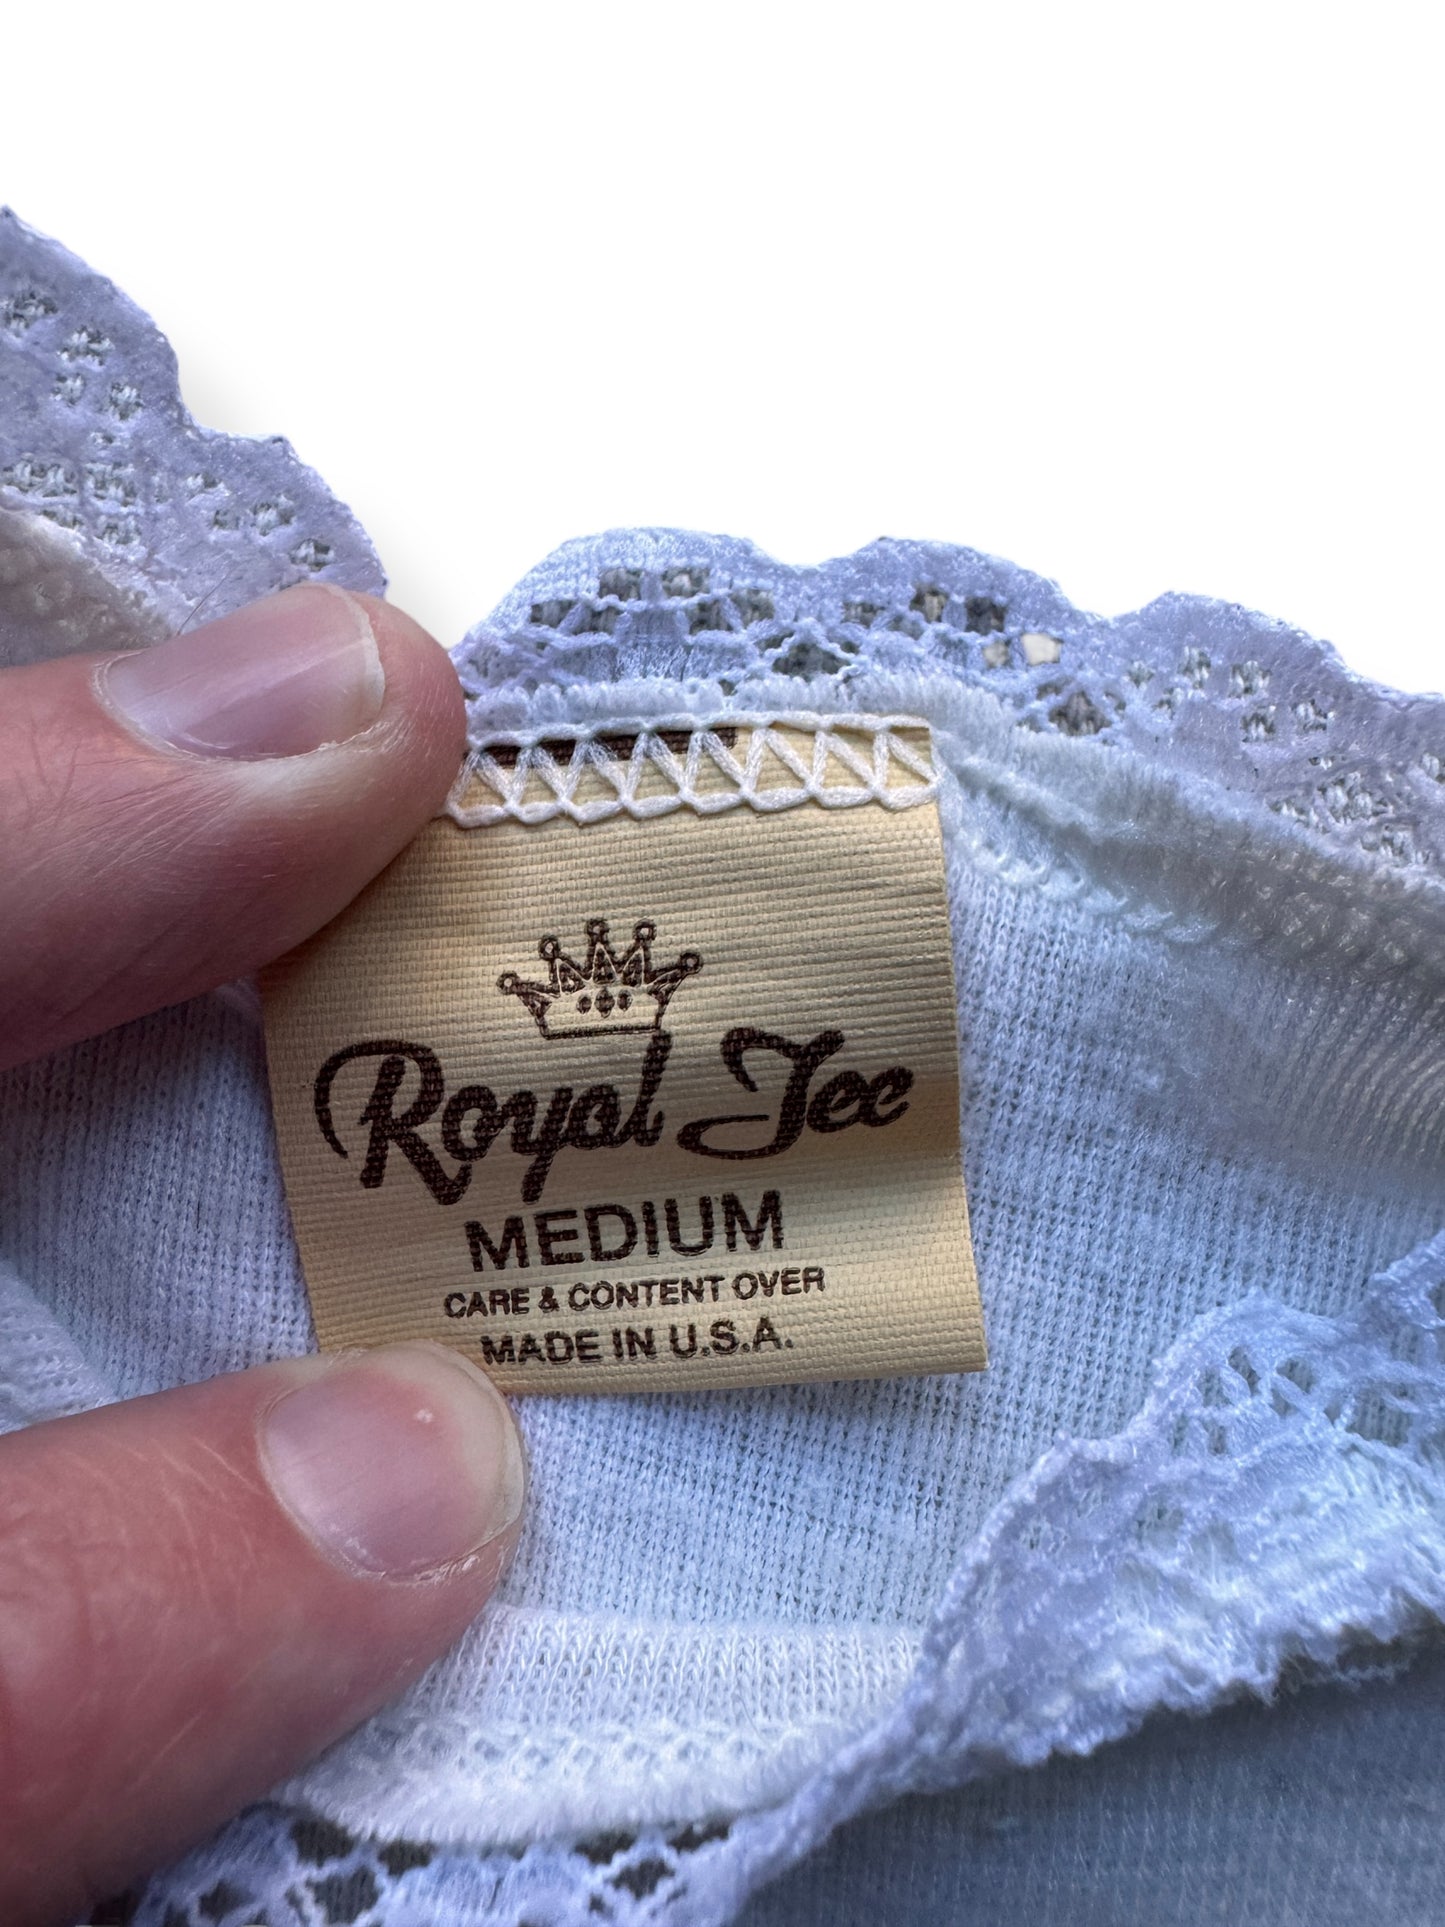 Royal Tee
MEDIUM
CARE & CONTENT OVER
MADE IN U.S.A.